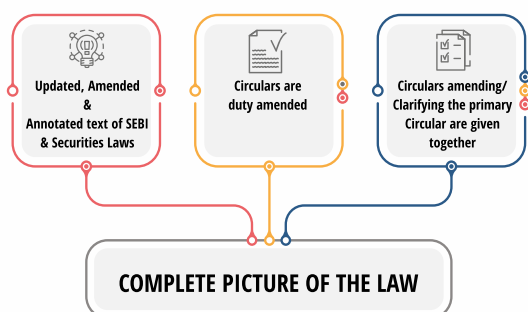 Updated, Amended
&
Annotated text of SEBI
& Securities Laws
Circulars are
duty amended
Circulars amending/
Clarifying the primary
Circular are given
together
COMPLETE PICTURE OF THE LAW